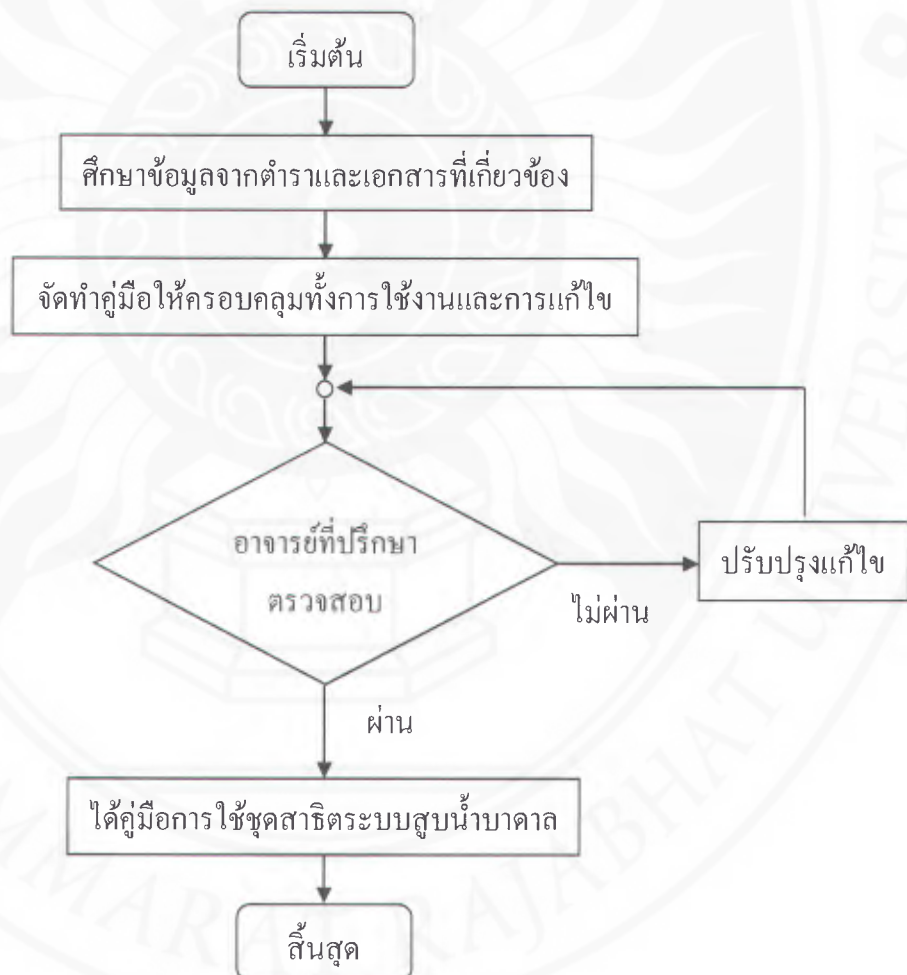 เริ่มต้น
ศึกษาข้อมูลจากตำราและเอกสารที่เกี่ยวข้อง
จัดทำคู่มือให้ครอบคลุมทั้งการใช้งานและการแก้ไข
อาจารย์ที่ปรึกษา
ตรวจสอบ
ไม่ผ่าน
ปรับปรุงแก้ไข
ผ่าน
ได้คู่มือการใช้ชุดสาธิตระบบสูบน้ำบาดาล
สิ้นสุด
MMARAT RAJABHAT UNIVERSITY